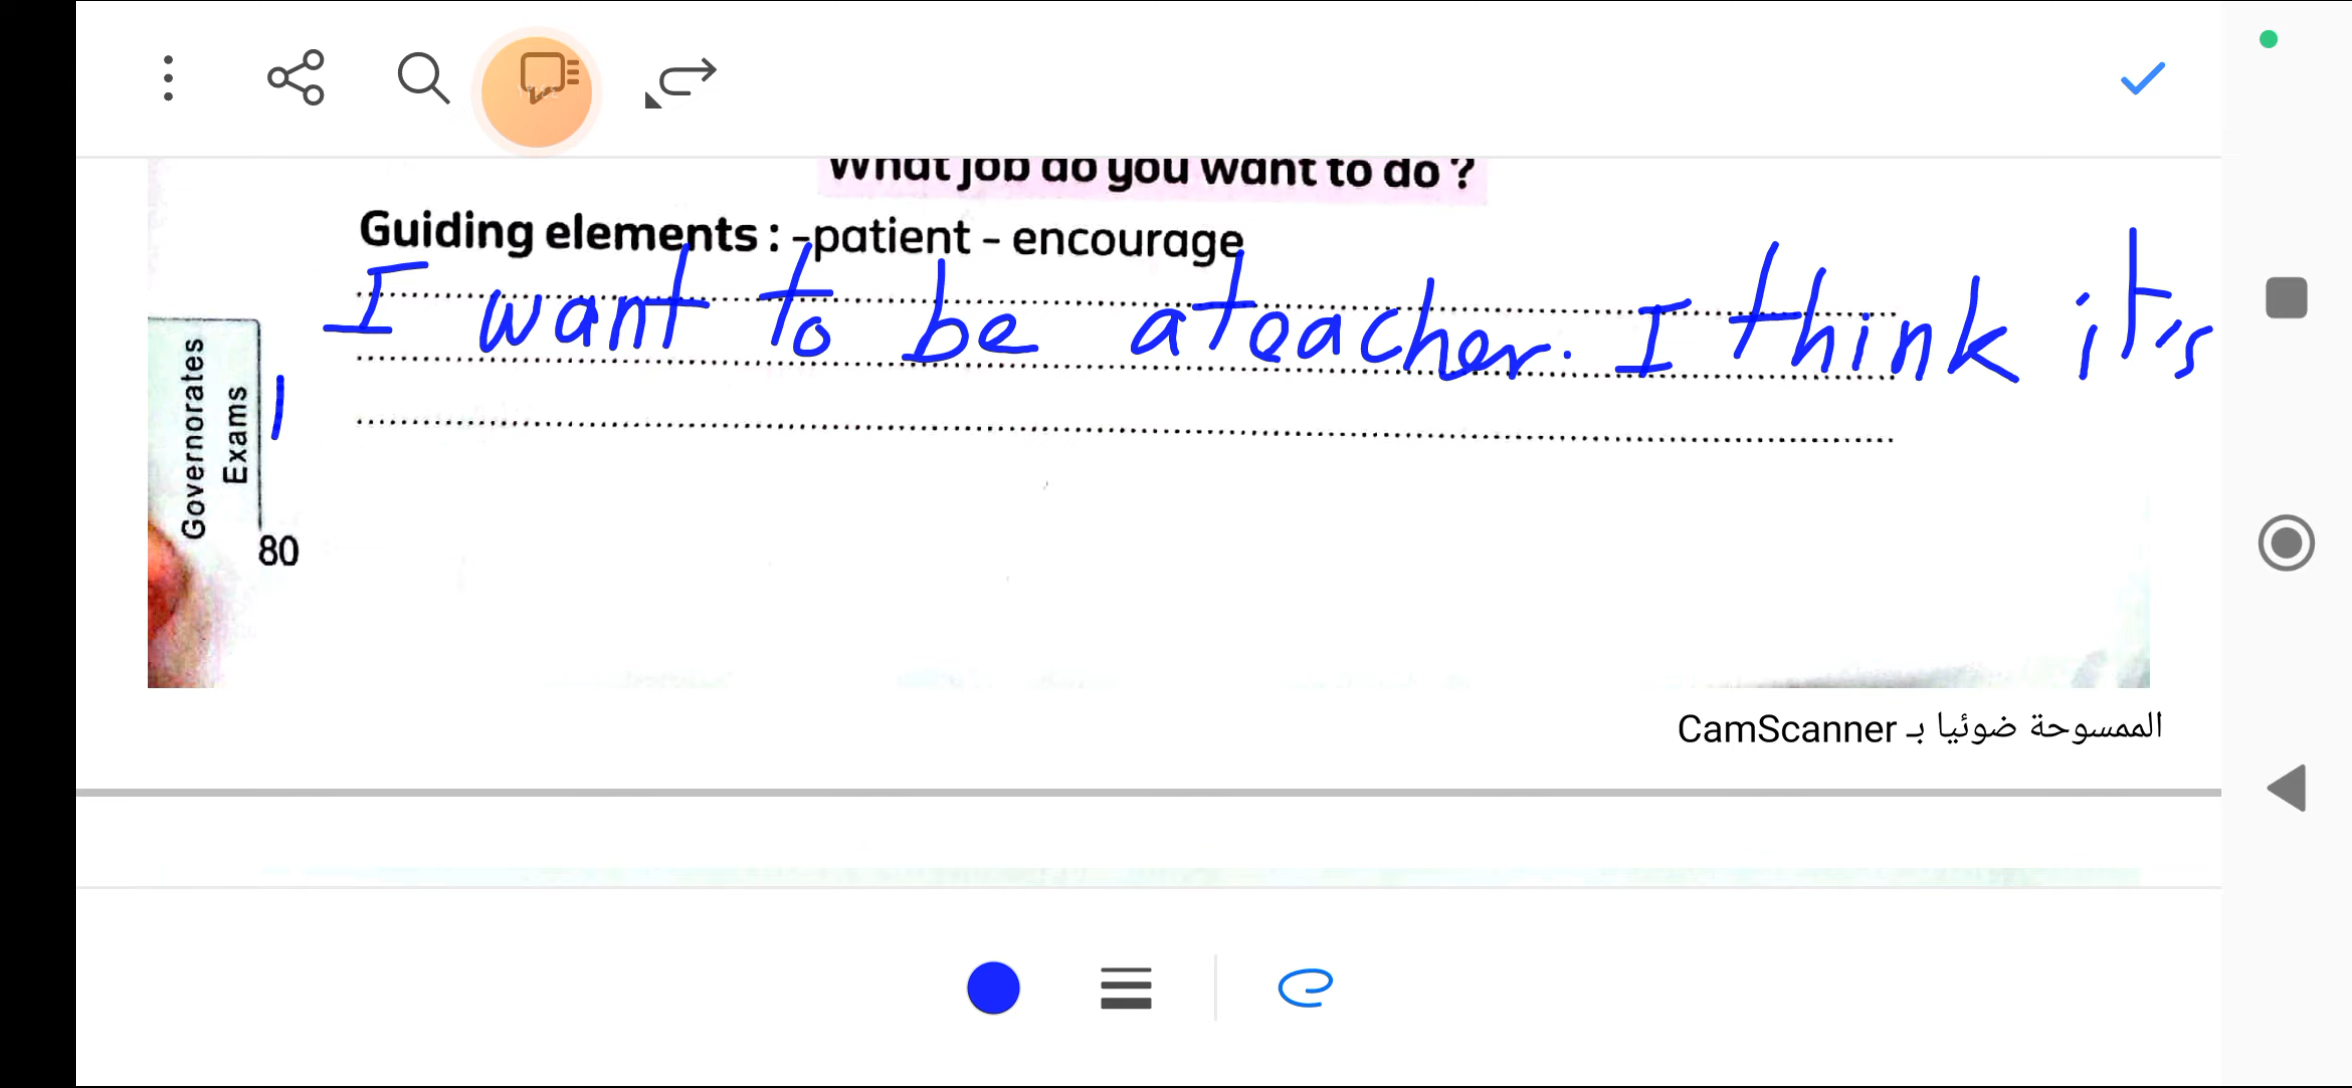 What job do you want to do ?
Guiding elements : -patient - encourage
I want to be ateacher. I think it's
Governorates
Exams
80
الممسوحة ضوئيا بـ CamScanner